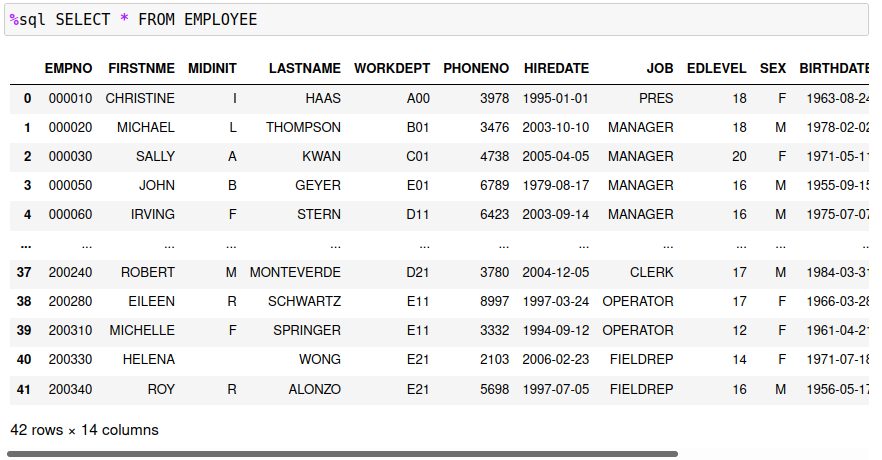 %sql SELECT * FROM EMPLOYEE
EMPNO FIRSTNME MIDINIT LASTNAME WORKDEPT PHONENO HIREDATE JOB EDLEVEL SEX BIRTHDATE
0 000010 CHRISTINE I HAAS A00 3978 1995-01-01 PRES 18 F 1963-08-24
1 000020 MICHAEL L THOMPSON B01 3476 2003-10-10 MANAGER 18 M 1978-02-02
2 000030 SALLY A KWAN C01 4738 2005-04-05 MANAGER 20 F 1971-05-11
3 000050 JOHN B GEYER E01 6789 1979-08-17 MANAGER 16 M 1955-09-15
4 000060 IRVING F STERN D11 6423 2003-09-14 MANAGER 16 M 1975-07-07
... ... ... ... ... ... ... ... ... ... ... ...
37 200240 ROBERT M MONTEVERDE D21 3780 2004-12-05 CLERK 17 M 1984-03-31
38 200280 EILEEN R SCHWARTZ E11 8997 1997-03-24 OPERATOR 17 F 1966-03-28
39 200310 MICHELLE F SPRINGER E11 3332 1994-09-12 OPERATOR 12 F 1961-04-21
40 200330 HELENA WONG E21 2103 2006-02-23 FIELDREP 14 F 1971-07-18
41 200340 ROY R ALONZO E21 5698 1997-07-05 FIELDREP 16 M 1956-05-17
42 rows × 14 columns